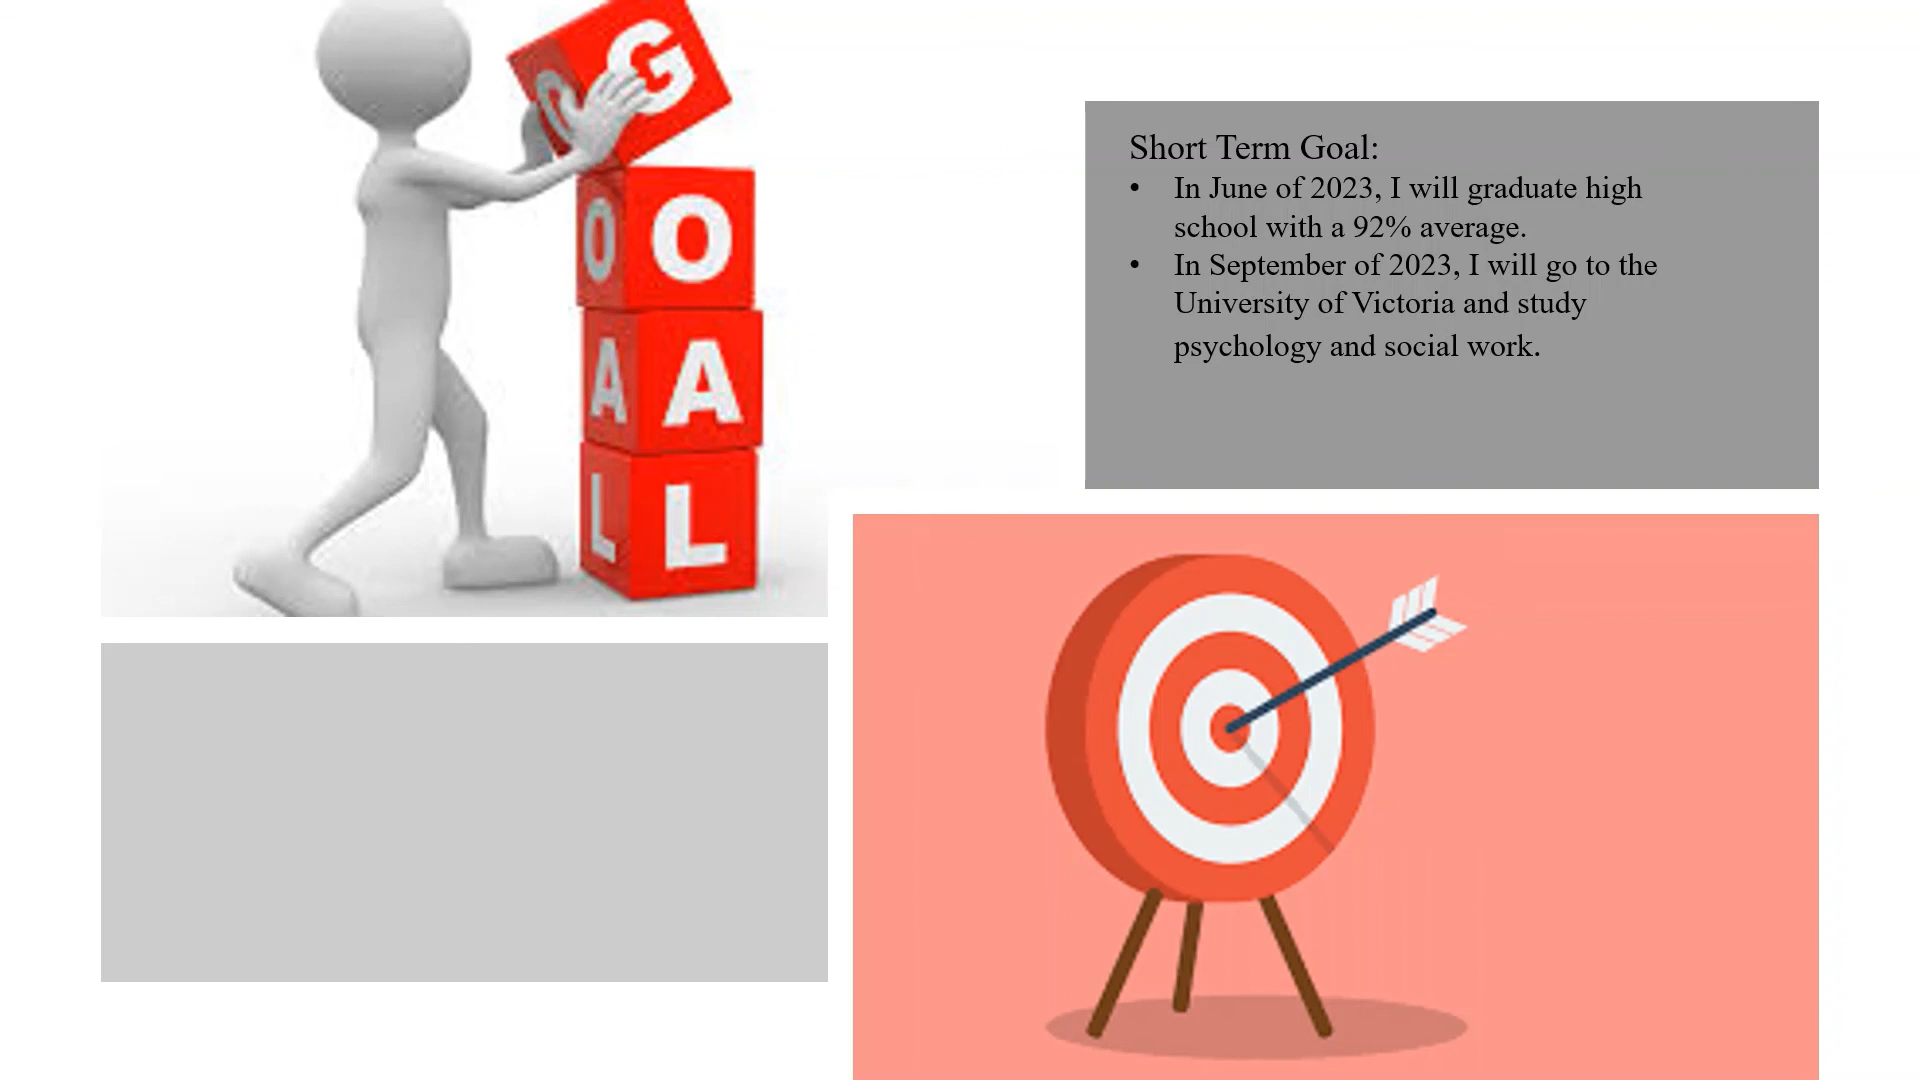 G
O O
A A
L L
Short Term Goal:
• In June of 2023, I will graduate high
school with a 92% average.
• In September of 2023, I will go to the
University of Victoria and study
psychology and social work.